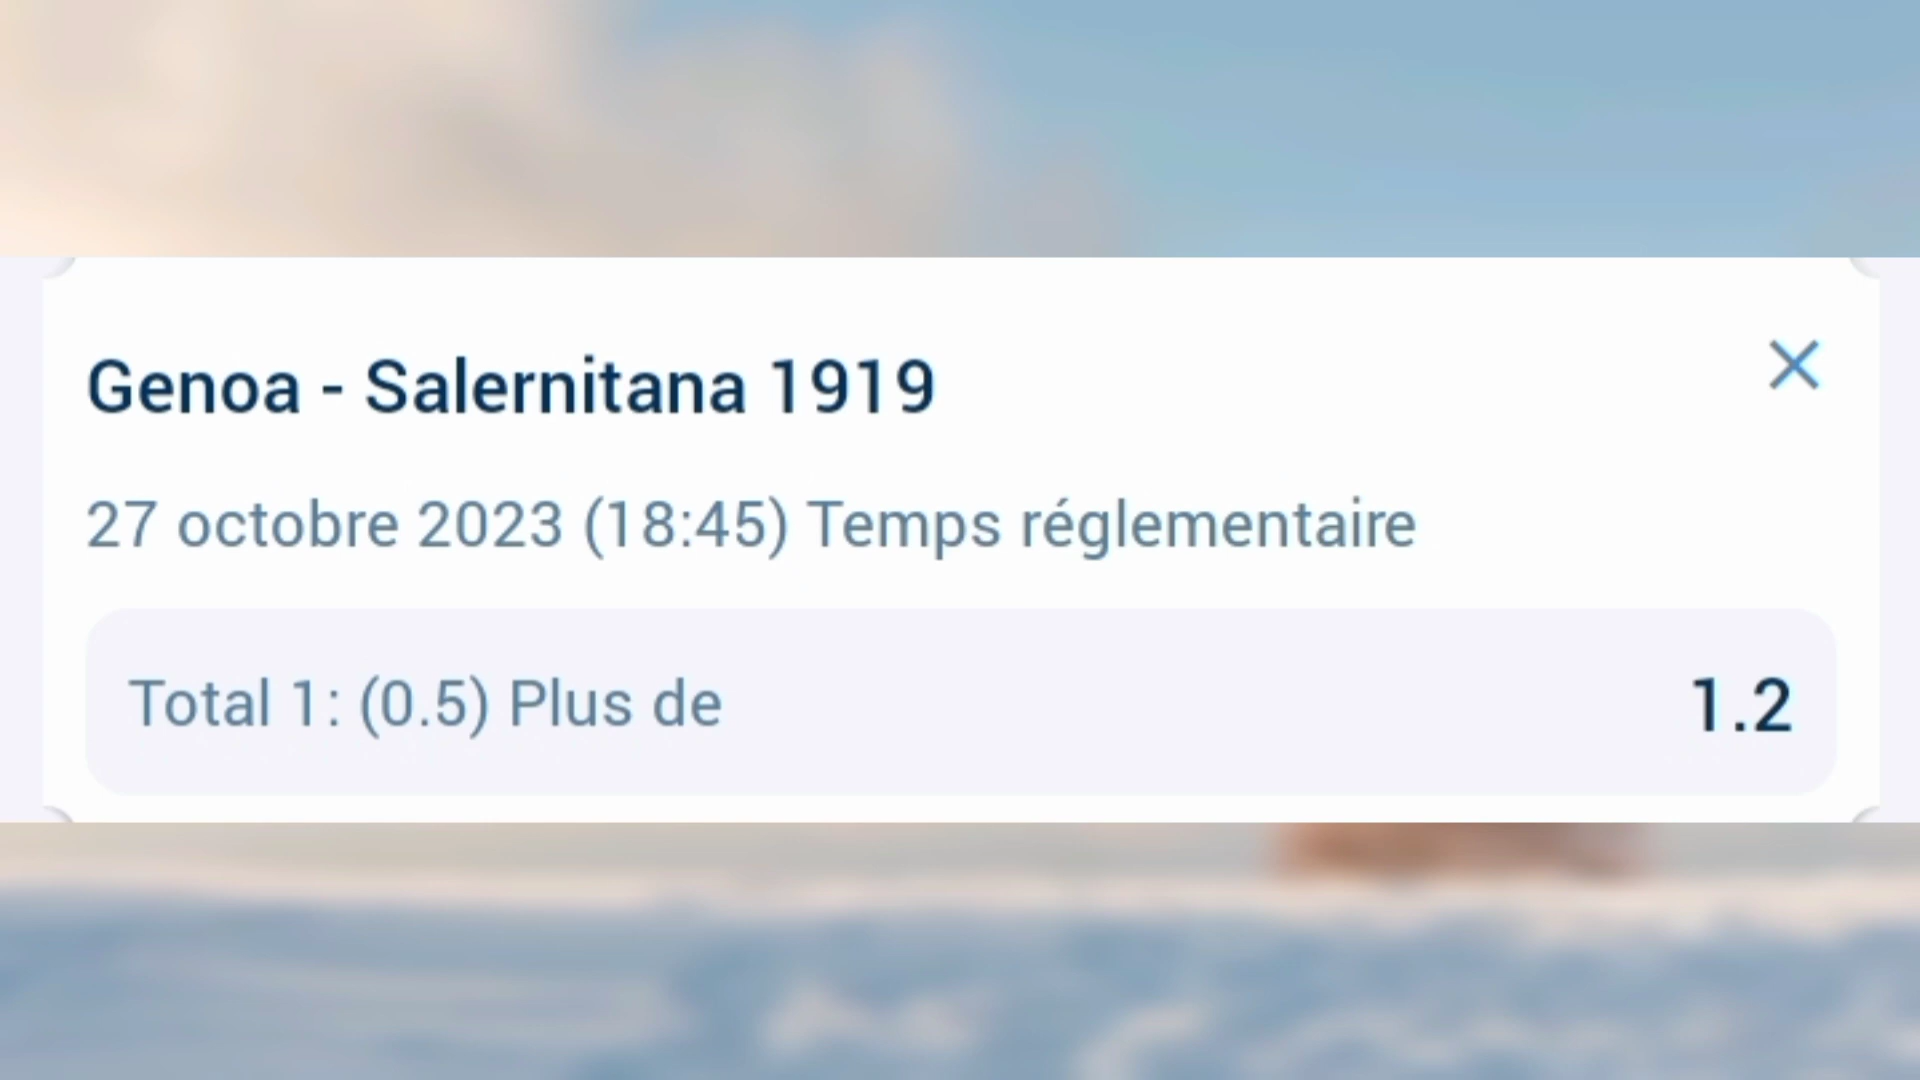 Genoa - Salernitana 1919
27 octobre 2023 (18:45) Temps réglementaire
Total 1: (0.5) Plus de 1.2